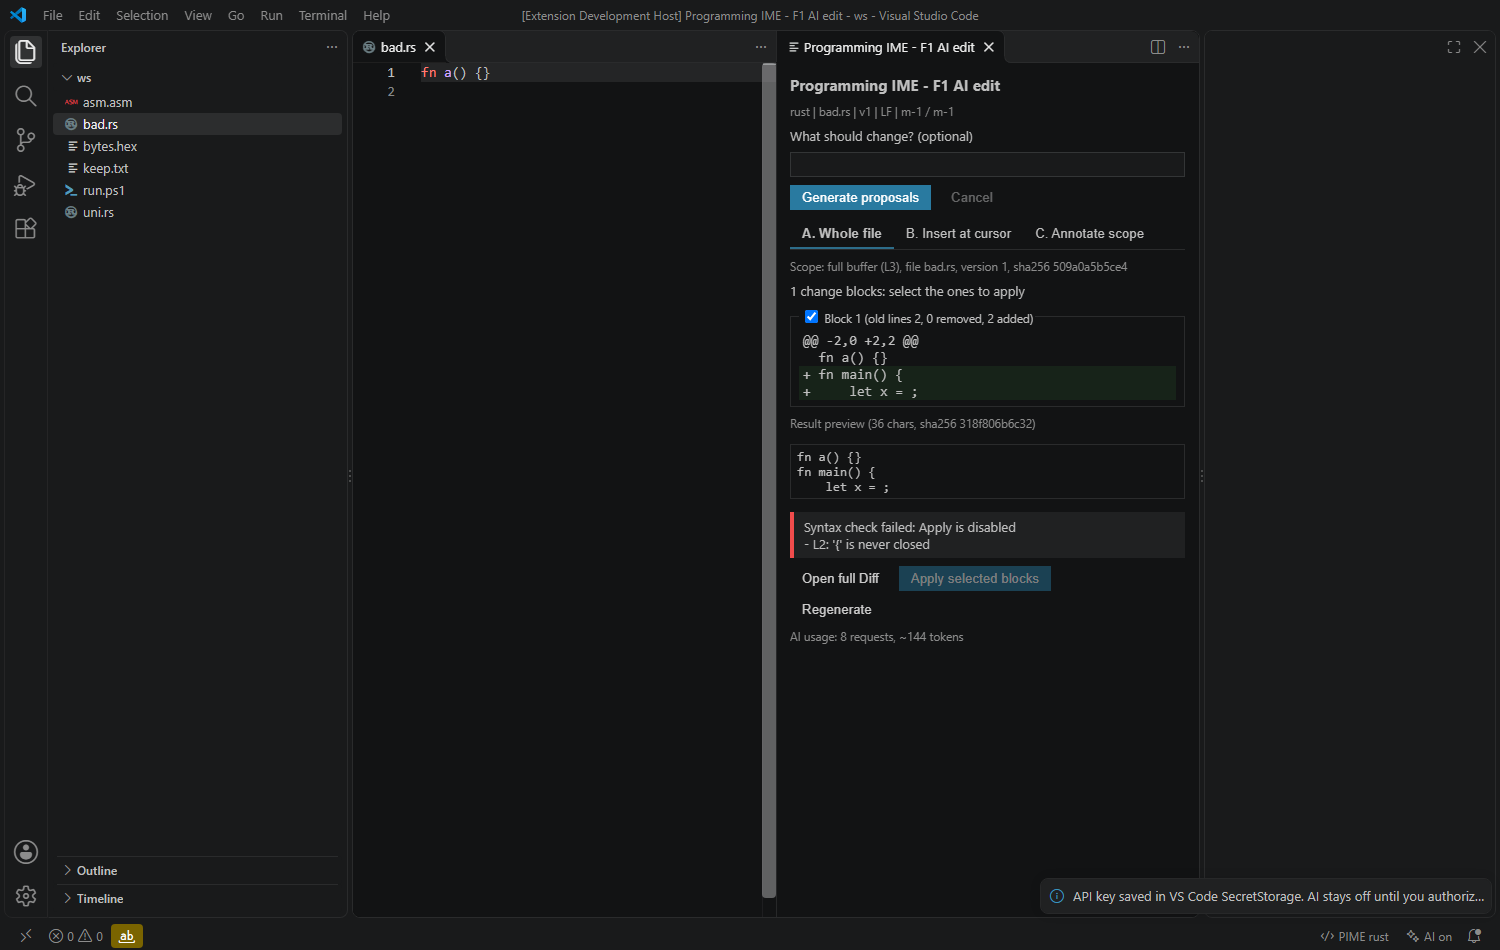 File Edit Selection View Go Run Terminal Help
[Extension Development Host] Programming IME - F1 AI edit - ws - Visual Studio Code
Explorer
ws
ASM asm.asm
bad.rs
bytes.hex
keep.txt
run.ps1
uni.rs
Outline
Timeline
bad.rs
1 fn a() {}
2
Programming IME - F1 AI edit
Programming IME - F1 AI edit
rust | bad.rs | v1 | LF | m-1 / m-1
What should change? (optional)
Generate proposals Cancel
A. Whole file B. Insert at cursor C. Annotate scope
Scope: full buffer (L3), file bad.rs, version 1, sha256 509a0a5b5ce4
1 change blocks: select the ones to apply
Block 1 (old lines 2, 0 removed, 2 added)
@@ -2,0 +2,2 @@
  fn a() {}
+ fn main() {
+     let x = ;
Result preview (36 chars, sha256 318f806b6c32)
fn a() {}
fn main() {
    let x = ;
Syntax check failed: Apply is disabled
- L2: '{' is never closed
Open full Diff Apply selected blocks
Regenerate
AI usage: 8 requests, ~144 tokens
API key saved in VS Code SecretStorage. AI stays off until you authoriz...
0 0 ab
PIME rust AI on